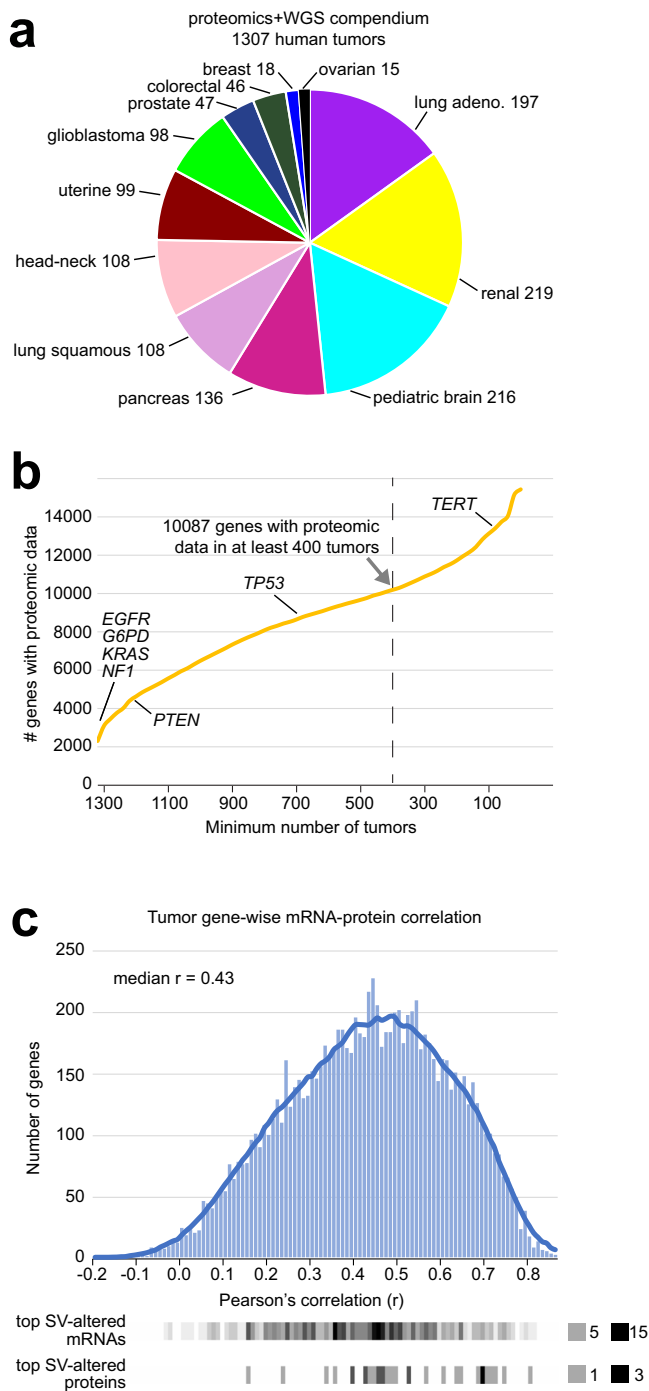 a
proteomics+WGS compendium
1307 human tumors
breast 18
ovarian 15
colorectal 46
prostate 47
lung adeno. 197
glioblastoma 98
uterine 99
head-neck 108
renal 219
lung squamous 108
pancreas 136
pediatric brain 216
b
# genes with proteomic data
14000
12000
10000
8000
6000
4000
2000
0
10087 genes with proteomic
data in at least 400 tumors
TERT
TP53
EGFR
G6PD
KRAS
NF1
PTEN
1300 1100 900 700 500 300 100
Minimum number of tumors
c
Tumor gene-wise mRNA-protein correlation
median r = 0.43
Number of genes
250
200
150
100
50
0
-0.2 -0.1 0.0 0.1 0.2 0.3 0.4 0.5 0.6 0.7 0.8
Pearson's correlation (r)
top SV-altered
mRNAs
5 15
top SV-altered
proteins
1 3